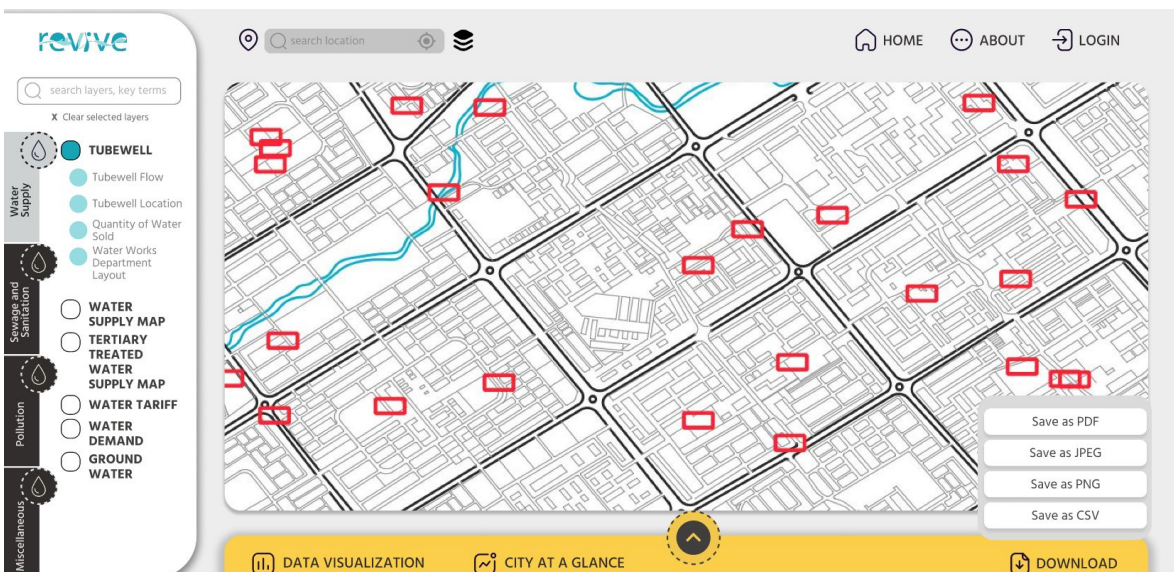 revive
search location
HOME
ABOUT
LOGIN
search layers, key terms
X Clear selected layers
Water
Supply
TUBEWELL
Tubewell Flow
Tubewell Location
Quantity of Water
Sold
Water Works
Department
Layout
Sewage and
Sanitation
WATER
SUPPLY MAP
TERTIARY
TREATED
WATER
SUPPLY MAP
Pollution
WATER TARIFF
WATER
DEMAND
GROUND
WATER
Miscellaneous
Save as PDF
Save as JPEG
Save as PNG
Save as CSV
DATA VISUALIZATION
CITY AT A GLANCE
DOWNLOAD